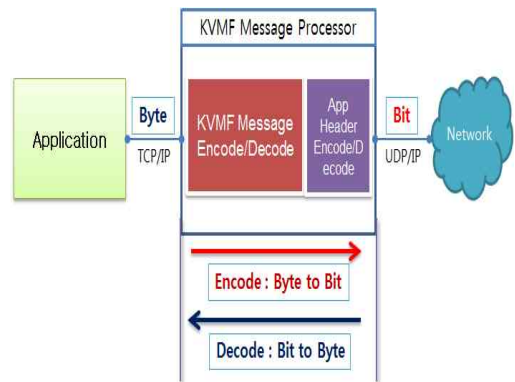 KVMF Message Processor
Application
Byte
TCP/IP
KVMF Message
Encode/Decode
App
Header
Encode/D
ecode
Bit
UDP/IP
Network
Encode : Byte to Bit
Decode : Bit to Byte